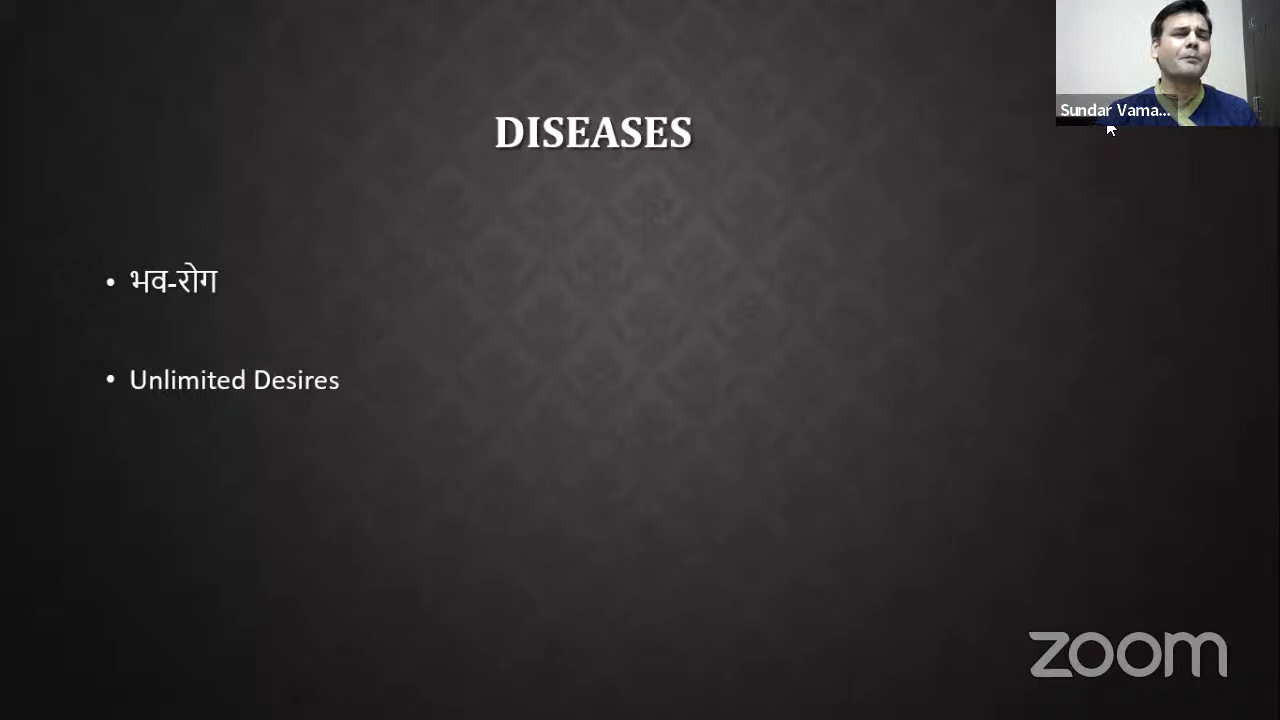 Sundar Vama...
DISEASES
• भव-रोग
• Unlimited Desires
zoom